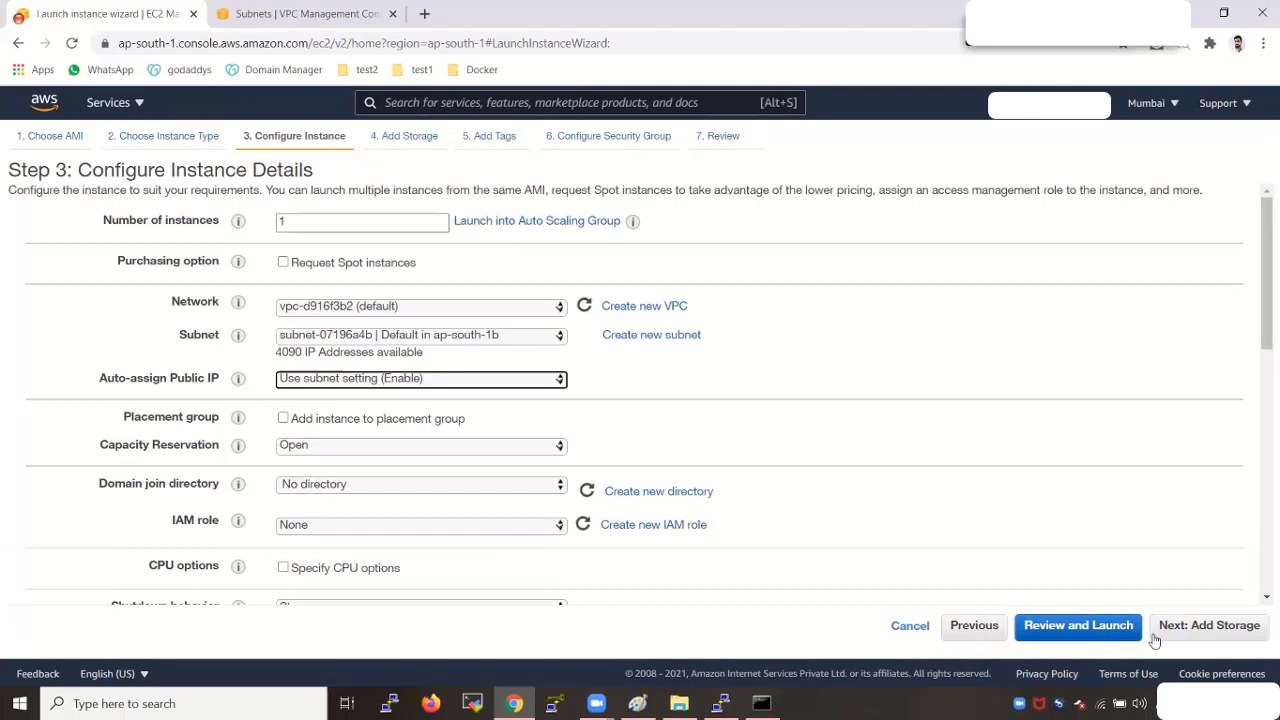 Launch instance wizard | EC2 Ma
Subnets | VPC Management Con
ap-south-1.console.aws.amazon.com/ec2/v2/home?region=ap-south-1#LaunchInstanceWizard:
Apps
WhatsApp
godaddys
Domain Manager
test2
test1
Docker
aws
Services
Search for services, features, marketplace products, and docs
[Alt+S]
Mumbai
Support
1. Choose AMI
2. Choose Instance Type
3. Configure Instance
4. Add Storage
5. Add Tags
6. Configure Security Group
7. Review
Step 3: Configure Instance Details
Configure the instance to suit your requirements. You can launch multiple instances from the same AMI, request Spot instances to take advantage of the lower pricing, assign an access management role to the instance, and more.
Number of instances
1
Launch into Auto Scaling Group
Purchasing option
Request Spot instances
Network
vpc-d916f3b2 (default)
Create new VPC
Subnet
subnet-07196a4b | Default in ap-south-1b
Create new subnet
4090 IP Addresses available
Auto-assign Public IP
Use subnet setting (Enable)
Placement group
Add instance to placement group
Capacity Reservation
Open
Domain join directory
No directory
Create new directory
IAM role
None
Create new IAM role
CPU options
Specify CPU options
Shutdown behavior
Cancel
Previous
Review and Launch
Next: Add Storage
Feedback
English (US)
© 2008 - 2021, Amazon Internet Services Private Ltd. or its affiliates. All rights reserved.
Privacy Policy
Terms of Use
Cookie preferences
Type here to search